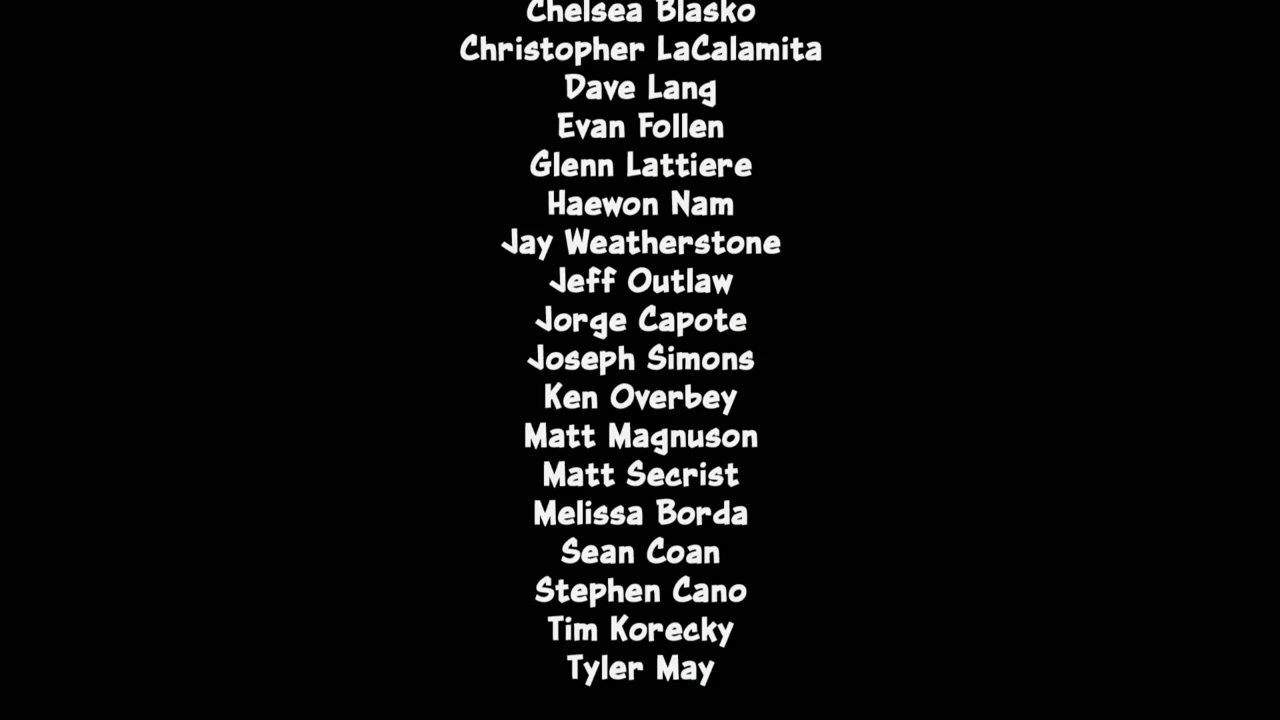 Chelsea Blasko
Christopher LaCalamita
Dave Lang
Evan Follen
Glenn Lattiere
Haewon Nam
Jay Weatherstone
Jeff Outlaw
Jorge Capote
Joseph Simons
Ken Overbey
Matt Magnuson
Matt Secrist
Melissa Borda
Sean Coan
Stephen Cano
Tim Korecky
Tyler May